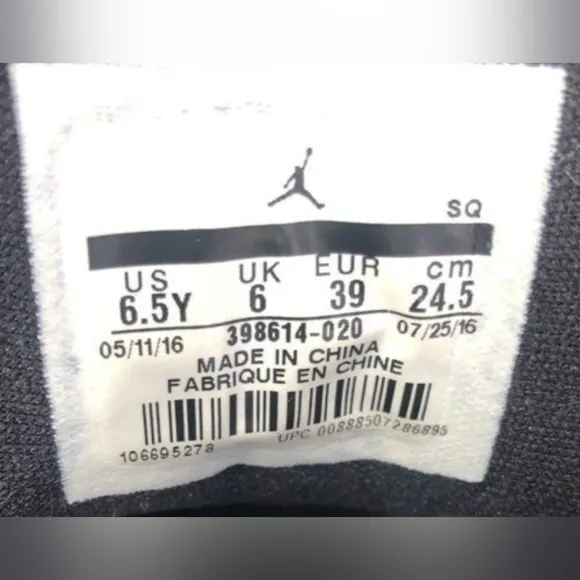 SQ
US UK EUR cm
6.5Y 6 39 24.5
05/11/16 398614-020 07/25/16
MADE IN CHINA
FABRIQUE EN CHINE
106695278 UPC 00888507286895